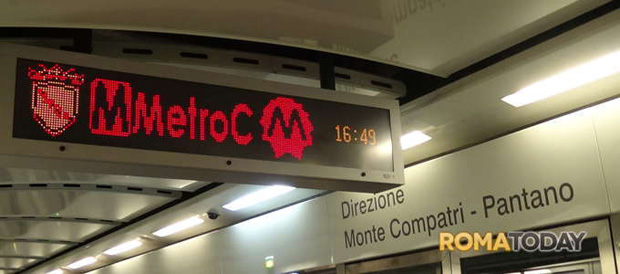 M MetroC M 16:49
Direzione
Monte Compatri - Pantano
ROMATODAY